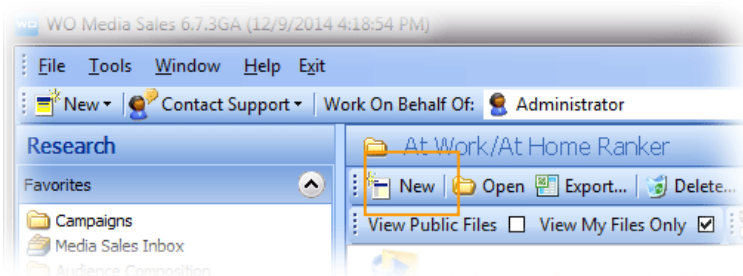 WO Media Sales 6.7.3GA (12/9/2014 4:18:54 PM)
File Tools Window Help Exit
New Contact Support Work On Behalf Of: Administrator
Research
At Work/At Home Ranker
Favorites
New Open Export... Delete...
Campaigns
View Public Files View My Files Only
Media Sales Inbox
Audience Composition